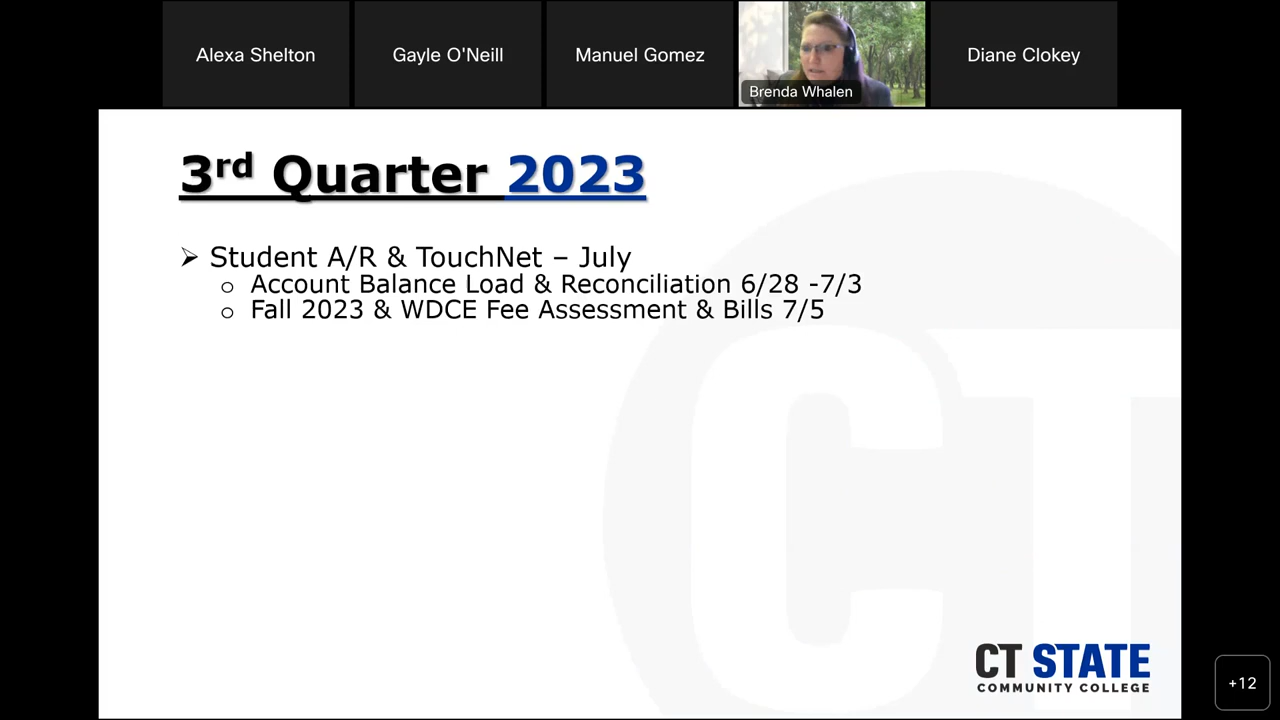 Alexa Shelton
Gayle O'Neill
Manuel Gomez
Brenda Whalen
Diane Clokey
3rd Quarter 2023
➢ Student A/R & TouchNet – July
o Account Balance Load & Reconciliation 6/28 -7/3
o Fall 2023 & WDCE Fee Assessment & Bills 7/5
CT
CT STATE
COMMUNITY COLLEGE
+12